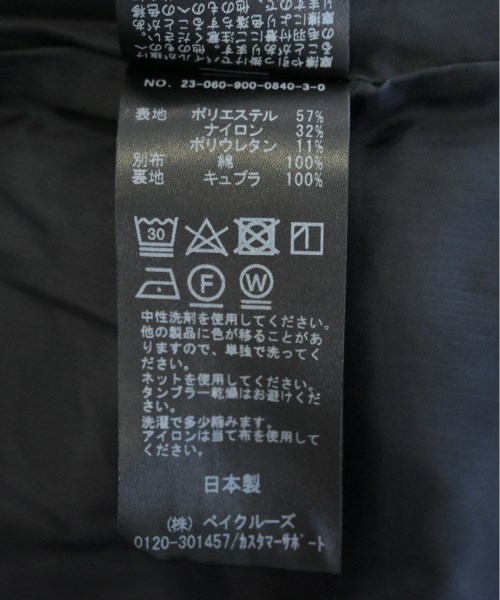 NO. 23-060-900-0840-3-0
表地 ポリエステル 57%
ナイロン 32%
ポリウレタン 11%
別布 綿 100%
裏地 キュプラ 100%
30
F W
中性洗剤を使用してください。
他の製品に色が移ることがあ
りますので、単独で洗ってく
ださい。
ネットを使用してください。
タンブラー乾燥はお避けくだ
さい。
洗濯で多少縮みます。
アイロンは当て布を使用して
ください。
日本製
(株) ベイクルーズ
0120-301457/カスタマーサポート